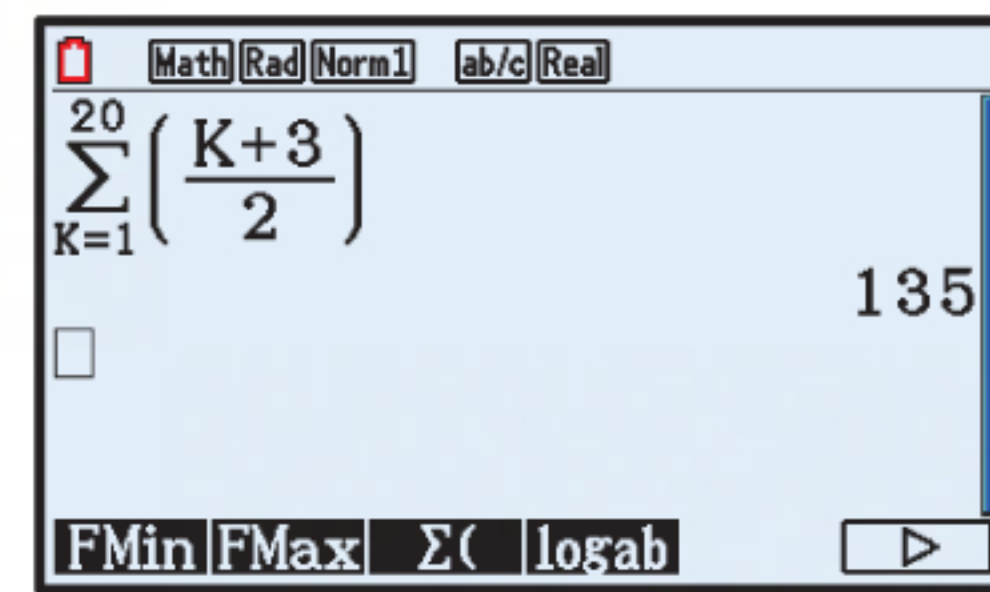 Math Rad Norm1 ab/c Real
20
∑ ( K+3 / 2 )
K=1
135
FMin FMax Σ( logab ▷